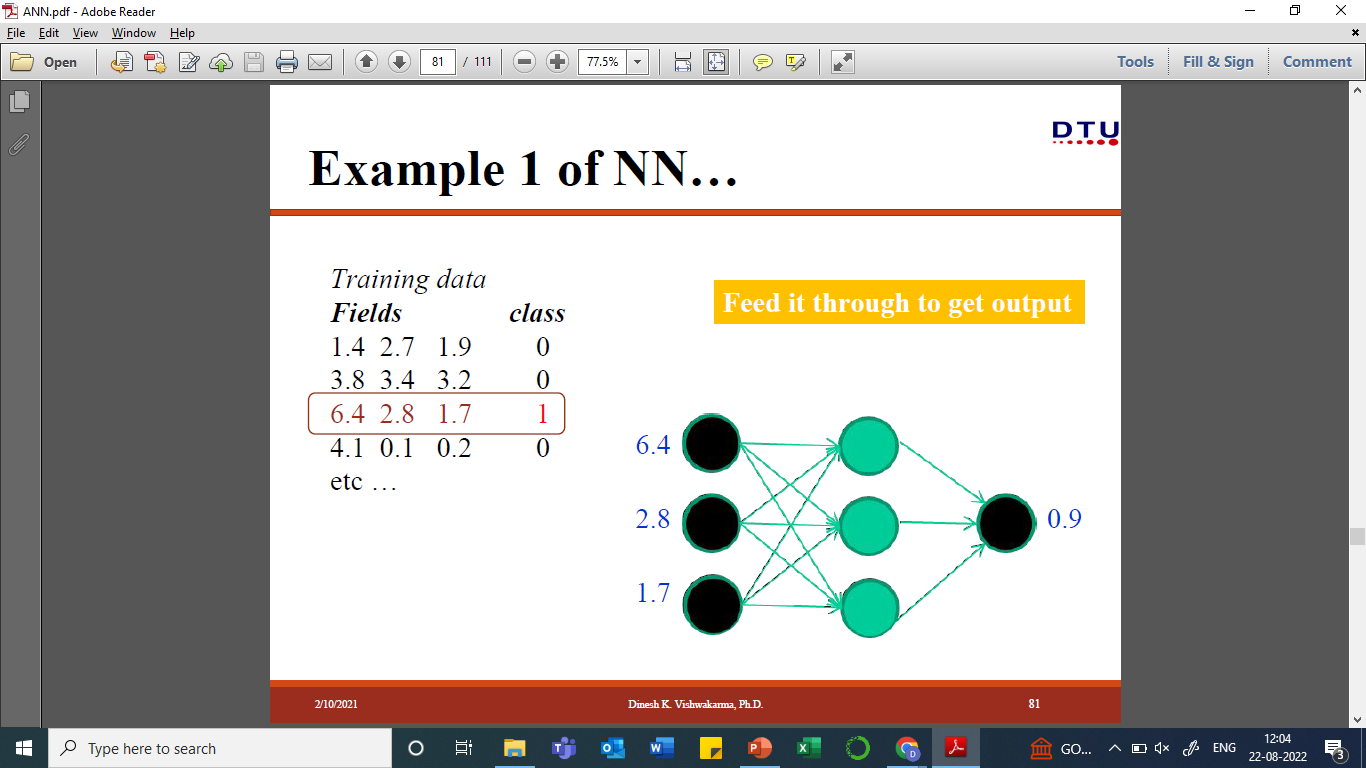 ANN.pdf - Adobe Reader
File Edit View Window Help
Open 81 / 111 77.5% Tools Fill & Sign Comment
DTU
Example 1 of NN…
Training data
Fields class
1.4 2.7 1.9 0
3.8 3.4 3.2 0
6.4 2.8 1.7 1
4.1 0.1 0.2 0
etc …
Feed it through to get output
6.4
2.8
1.7
0.9
2/10/2021 Dinesh K. Vishwakarma, Ph.D. 81
Type here to search
GO...
ENG
12:04
22-08-2022
3